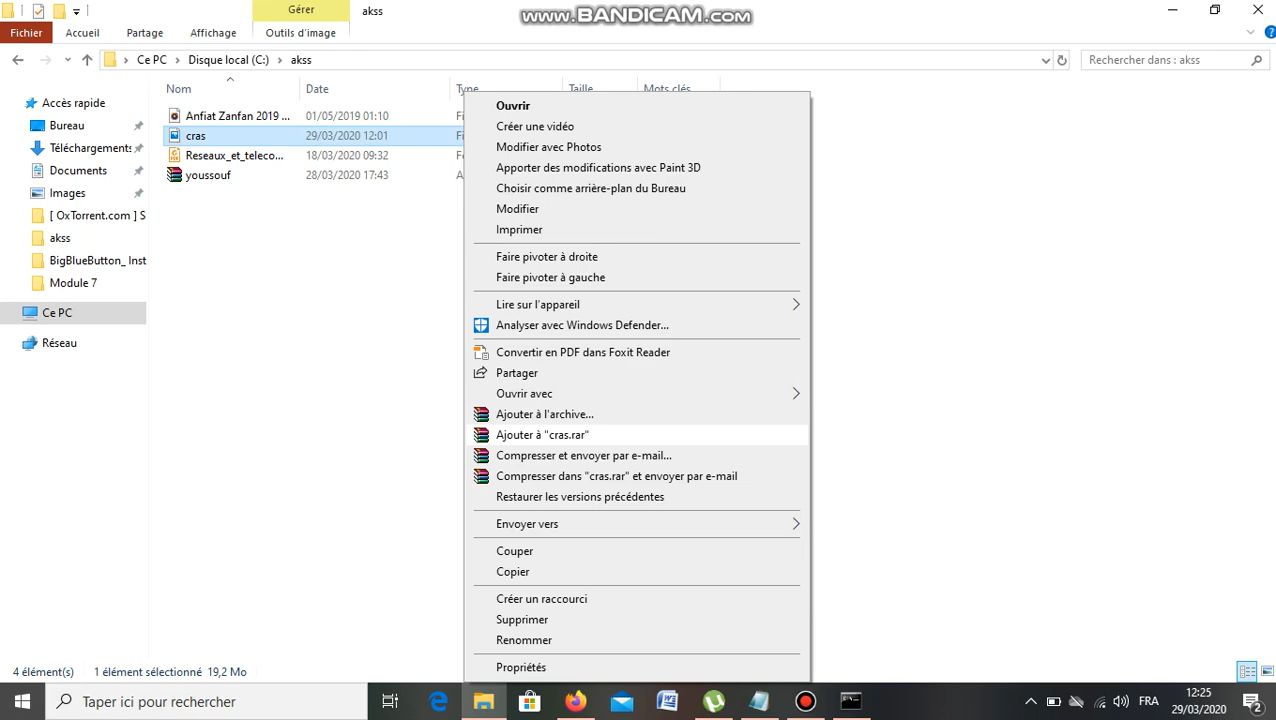 Gérer
akss
www.BANDICAM.com
Fichier
Accueil
Partage
Affichage
Outils d'image
Ce PC
Disque local (C:)
akss
Rechercher dans : akss
Nom
Date
Type
Taille
Mots clés
Anfiat Zanfan 2019 ...
01/05/2019 01:10
Fi
cras
29/03/2020 12:01
Fi
Reseaux_et_teleco...
18/03/2020 09:32
Fo
youssouf
28/03/2020 17:43
A
Accès rapide
Bureau
Téléchargements
Documents
Images
[ OxTorrent.com ] S
akss
BigBlueButton_ Inst
Module 7
Ce PC
Réseau
Ouvrir
Créer une vidéo
Modifier avec Photos
Apporter des modifications avec Paint 3D
Choisir comme arrière-plan du Bureau
Modifier
Imprimer
Faire pivoter à droite
Faire pivoter à gauche
Lire sur l'appareil
Analyser avec Windows Defender...
Convertir en PDF dans Foxit Reader
Partager
Ouvrir avec
Ajouter à l'archive...
Ajouter à "cras.rar"
Compresser et envoyer par e-mail...
Compresser dans "cras.rar" et envoyer par e-mail
Restaurer les versions précédentes
Envoyer vers
Couper
Copier
Créer un raccourci
Supprimer
Renommer
Propriétés
4 élément(s)
1 élément sélectionné 19,2 Mo
Taper ici pour rechercher
FRA
12:25
29/03/2020
2